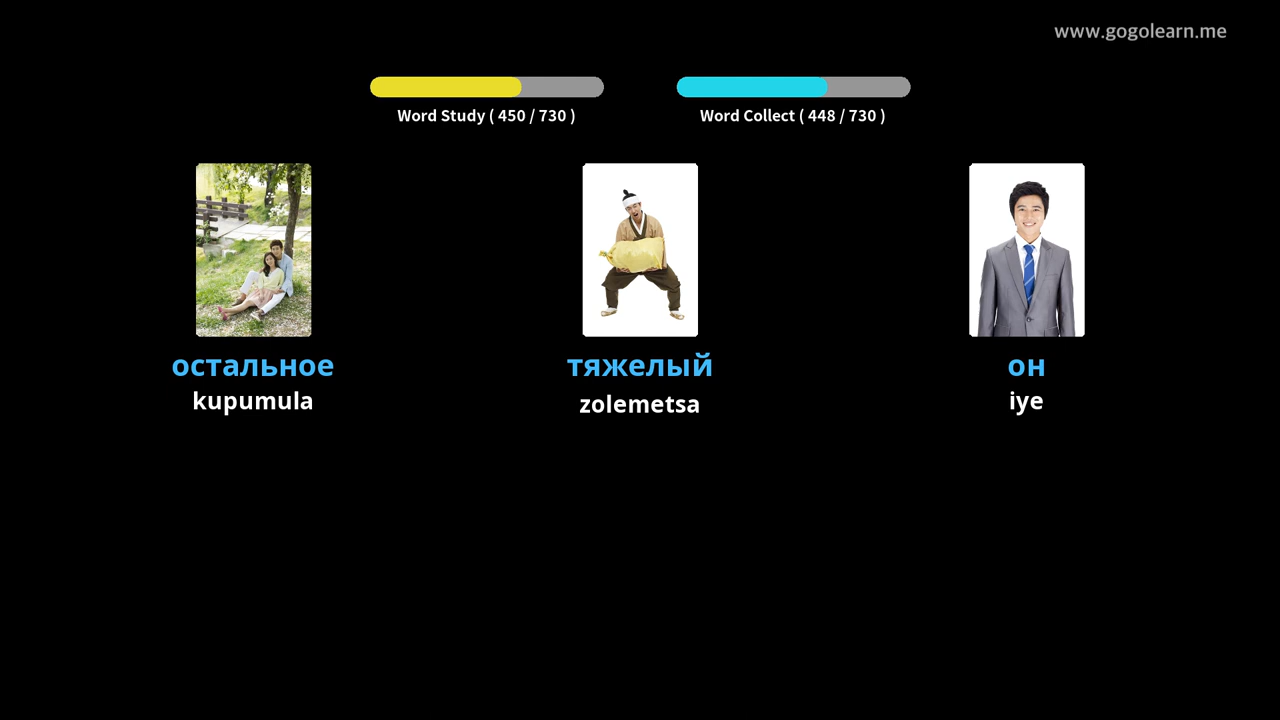 www.gogolearn.me
Word Study ( 450 / 730 )
Word Collect ( 448 / 730 )
остальное
kupumula
тяжелый
zolemetsa
он
iye